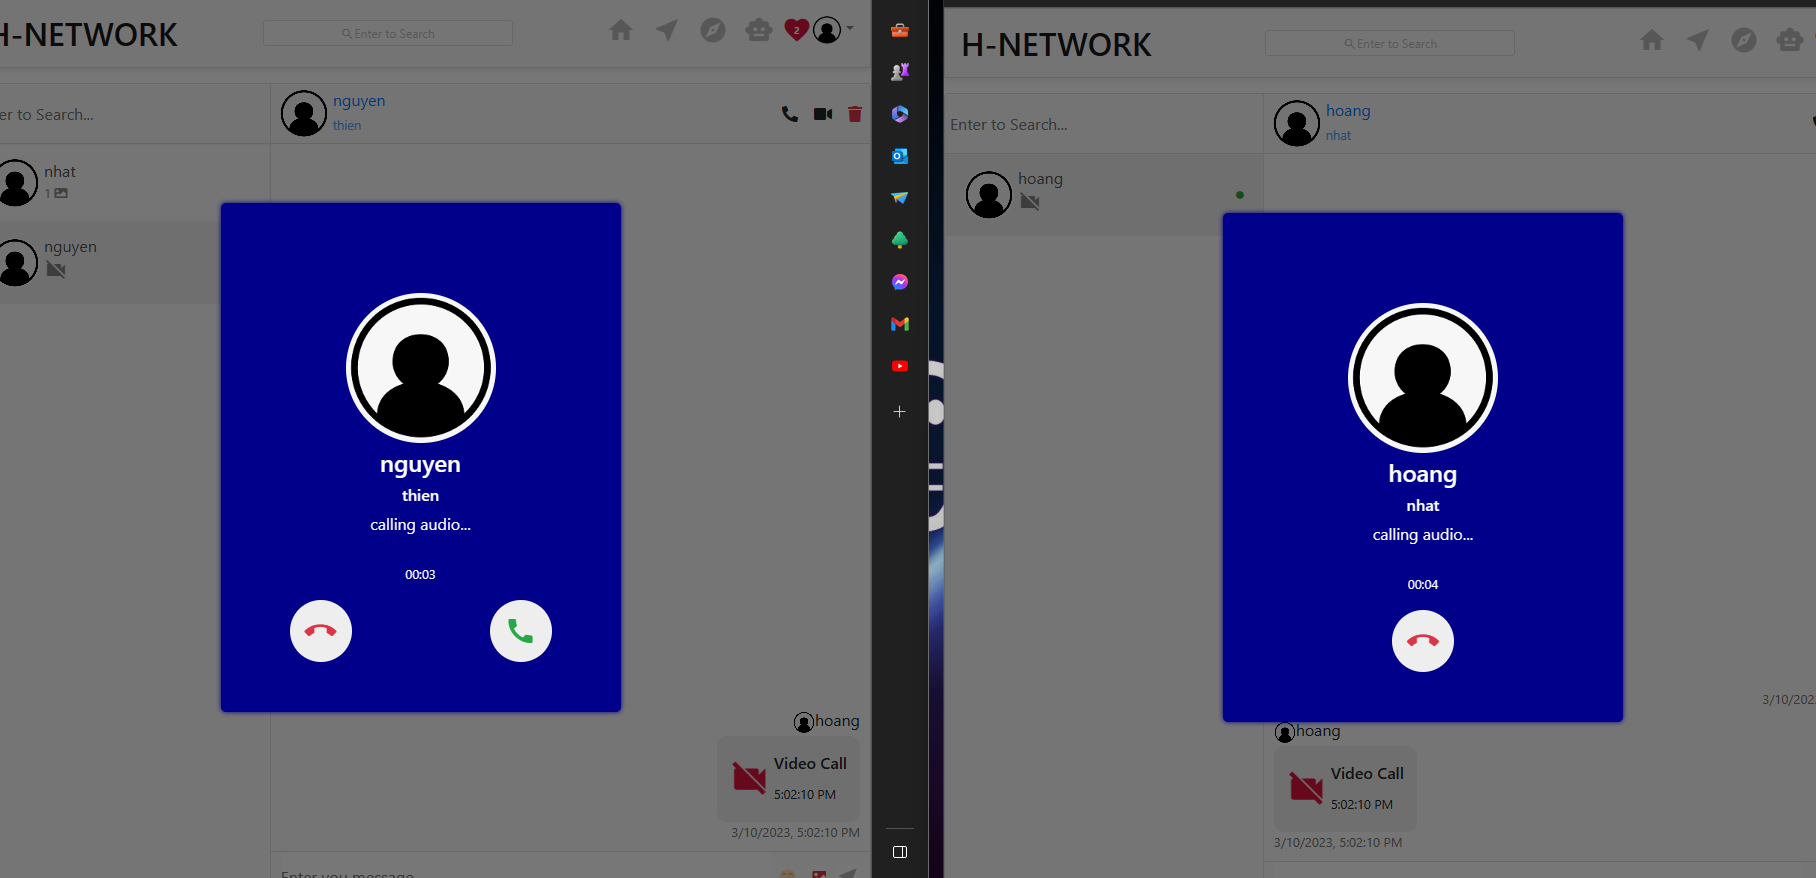 H-NETWORK
Enter to Search
2
er to Search...
nguyen
thien
nhat
1
nguyen
nguyen
thien
calling audio...
00:03
hoang
Video Call
5:02:10 PM
3/10/2023, 5:02:10 PM
Enter you message
H-NETWORK
Enter to Search
Enter to Search...
hoang
nhat
hoang
hoang
nhat
calling audio...
00:04
3/10/202
hoang
Video Call
5:02:10 PM
3/10/2023, 5:02:10 PM